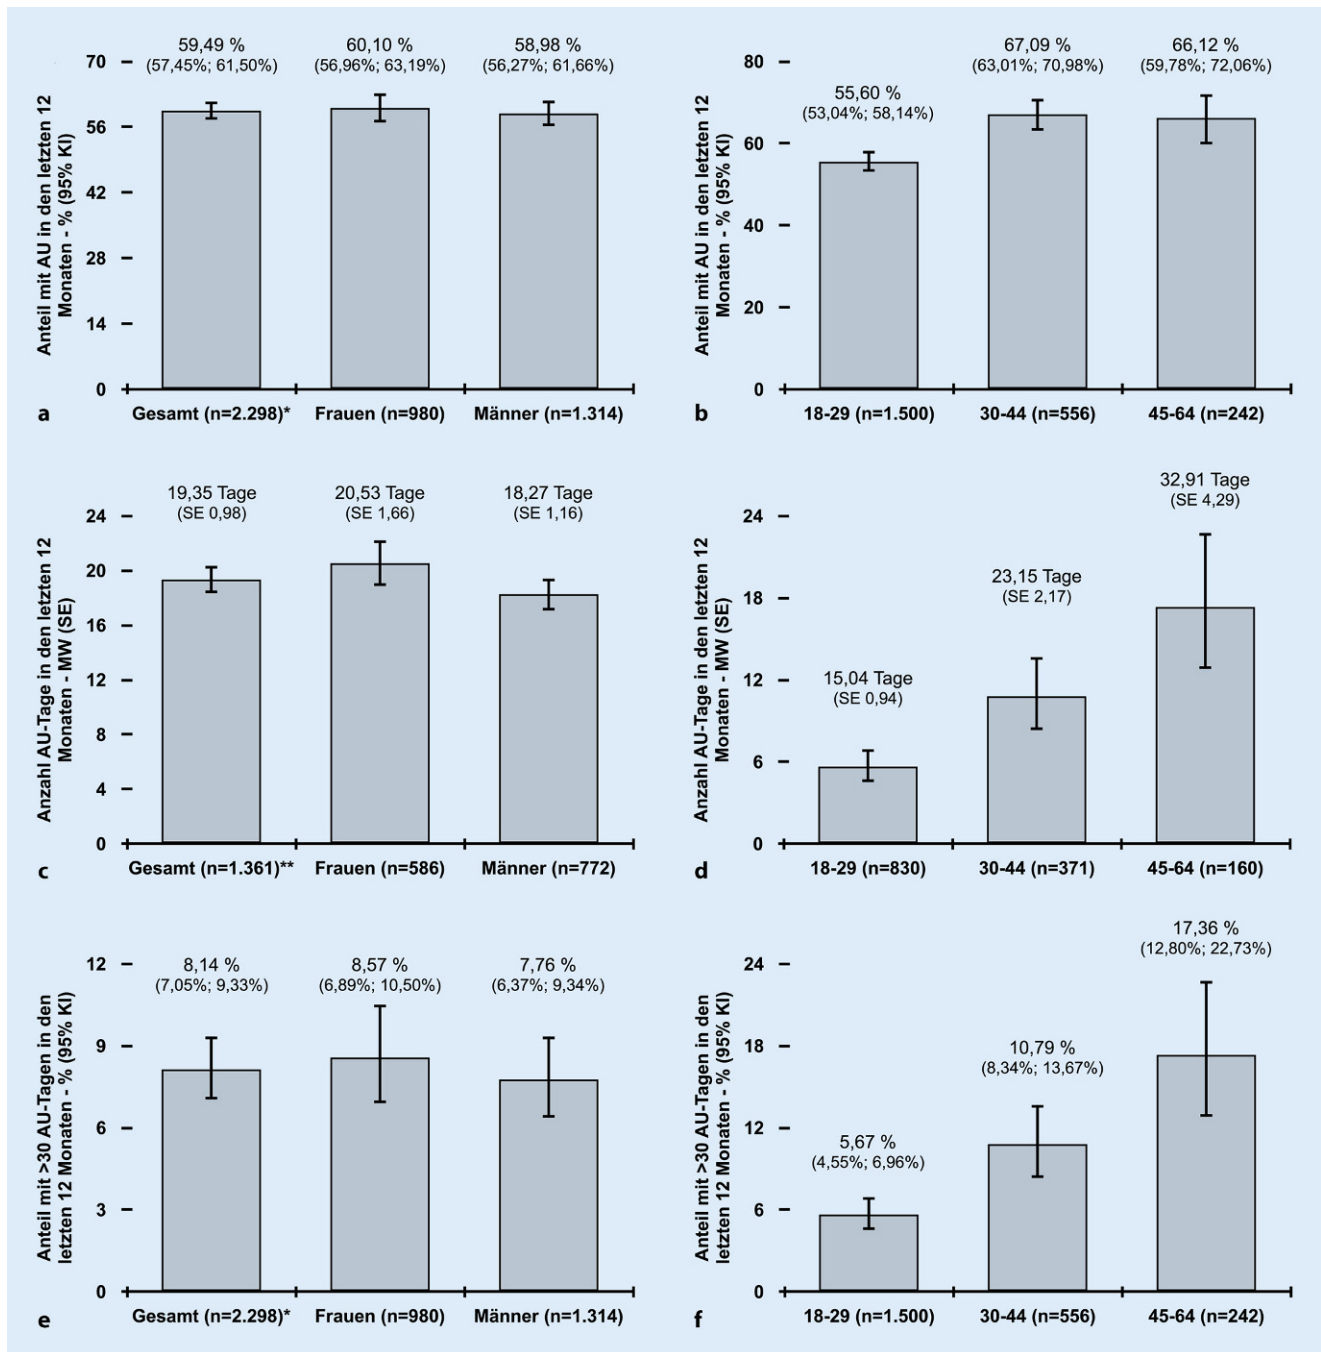 59,49 %
(57,45%; 61,50%)
60,10 %
(56,96%; 63,19%)
58,98 %
(56,27%; 61,66%)
70
56
42
28
14
0
Anteil mit AU in den letzten 12
Monaten - % (95% KI)
a
Gesamt (n=2.298)*
Frauen (n=980)
Männer (n=1.314)
55,60 %
(53,04%; 58,14%)
67,09 %
(63,01%; 70,98%)
66,12 %
(59,78%; 72,06%)
80
60
40
20
0
Anteil mit AU in den letzten 12
Monaten - % (95% KI)
b
18-29 (n=1.500)
30-44 (n=556)
45-64 (n=242)
19,35 Tage
(SE 0,98)
20,53 Tage
(SE 1,66)
18,27 Tage
(SE 1,16)
24
20
16
12
8
4
0
Anzahl AU-Tage in den letzten 12
Monaten - MW (SE)
c
Gesamt (n=1.361)**
Frauen (n=586)
Männer (n=772)
15,04 Tage
(SE 0,94)
23,15 Tage
(SE 2,17)
32,91 Tage
(SE 4,29)
24
18
12
6
0
Anzahl AU-Tage in den letzten 12
Monaten - MW (SE)
d
18-29 (n=830)
30-44 (n=371)
45-64 (n=160)
8,14 %
(7,05%; 9,33%)
8,57 %
(6,89%; 10,50%)
7,76 %
(6,37%; 9,34%)
12
9
6
3
0
Anteil mit >30 AU-Tagen in den
letzten 12 Monaten - % (95% KI)
e
Gesamt (n=2.298)*
Frauen (n=980)
Männer (n=1.314)
5,67 %
(4,55%; 6,96%)
10,79 %
(8,34%; 13,67%)
17,36 %
(12,80%; 22,73%)
24
18
12
6
0
Anteil mit >30 AU-Tagen in den
letzten 12 Monaten - % (95% KI)
f
18-29 (n=1.500)
30-44 (n=556)
45-64 (n=242)